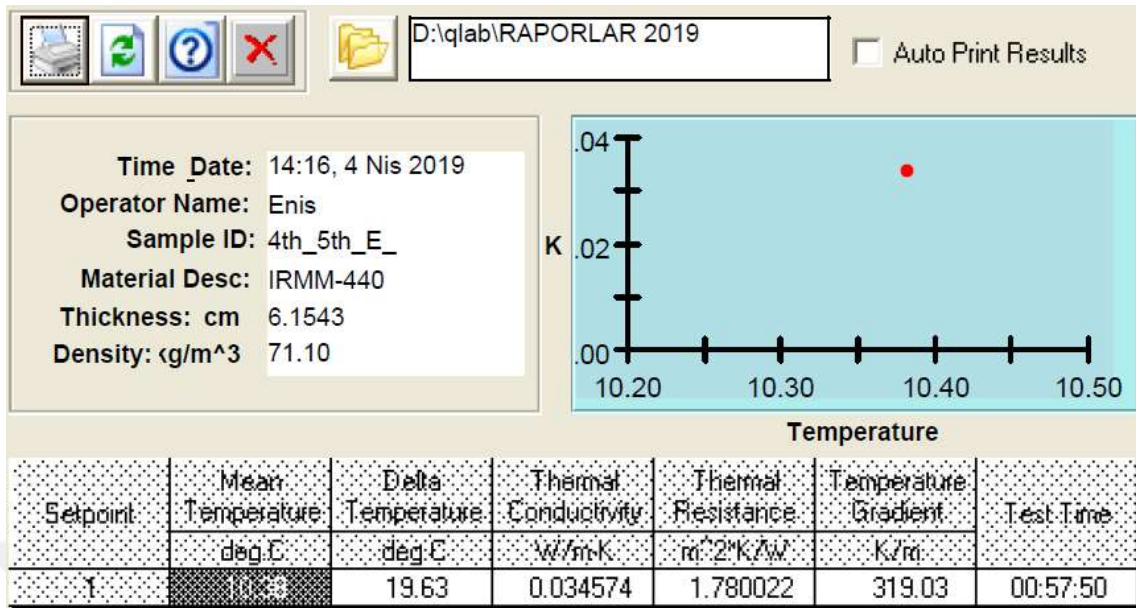 D:\qlab\RAPORLAR 2019
Auto Print Results
Time_Date: 14:16, 4 Nis 2019
Operator Name: Enis
Sample ID: 4th_5th_E_
Material Desc: IRMM-440
Thickness: cm 6.1543
Density: kg/m^3 71.10
.04
K .02
.00
10.20 10.30 10.40 10.50
Temperature
Setpoint Mean Temperature Delta Temperature Thermal Conductivity Thermal Resistance Temperature Gradient Test Time
deg C deg C W/m-K m^2*K/W K/m
1 10.38 19.63 0.034574 1.780022 319.03 00:57:50